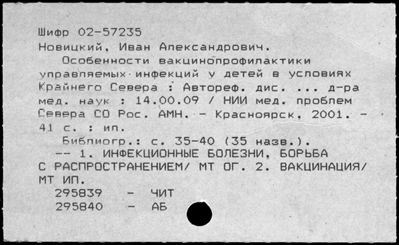 Шифр 02-57235
Новицкий, Иван Александрович.
Особенности вакцинопрофилактики
управляемых инфекций у детей в условиях
Крайнего Севера : Автореф. дис. ... д-ра
мед. наук : 14.00.09 / НИИ мед. проблем
Севера СО Рос. АМН. - Красноярск, 2001. -
41 с. : ил.
Библиогр.: с. 35-40 (35 назв.).
-- 1. ИНФЕКЦИОННЫЕ БОЛЕЗНИ, БОРЬБА
С РАСПРОСТРАНЕНИЕМ/ МТ ОГ. 2. ВАКЦИНАЦИЯ/
МТ ИЛ.
295839 - ЧИТ
295840 - АБ